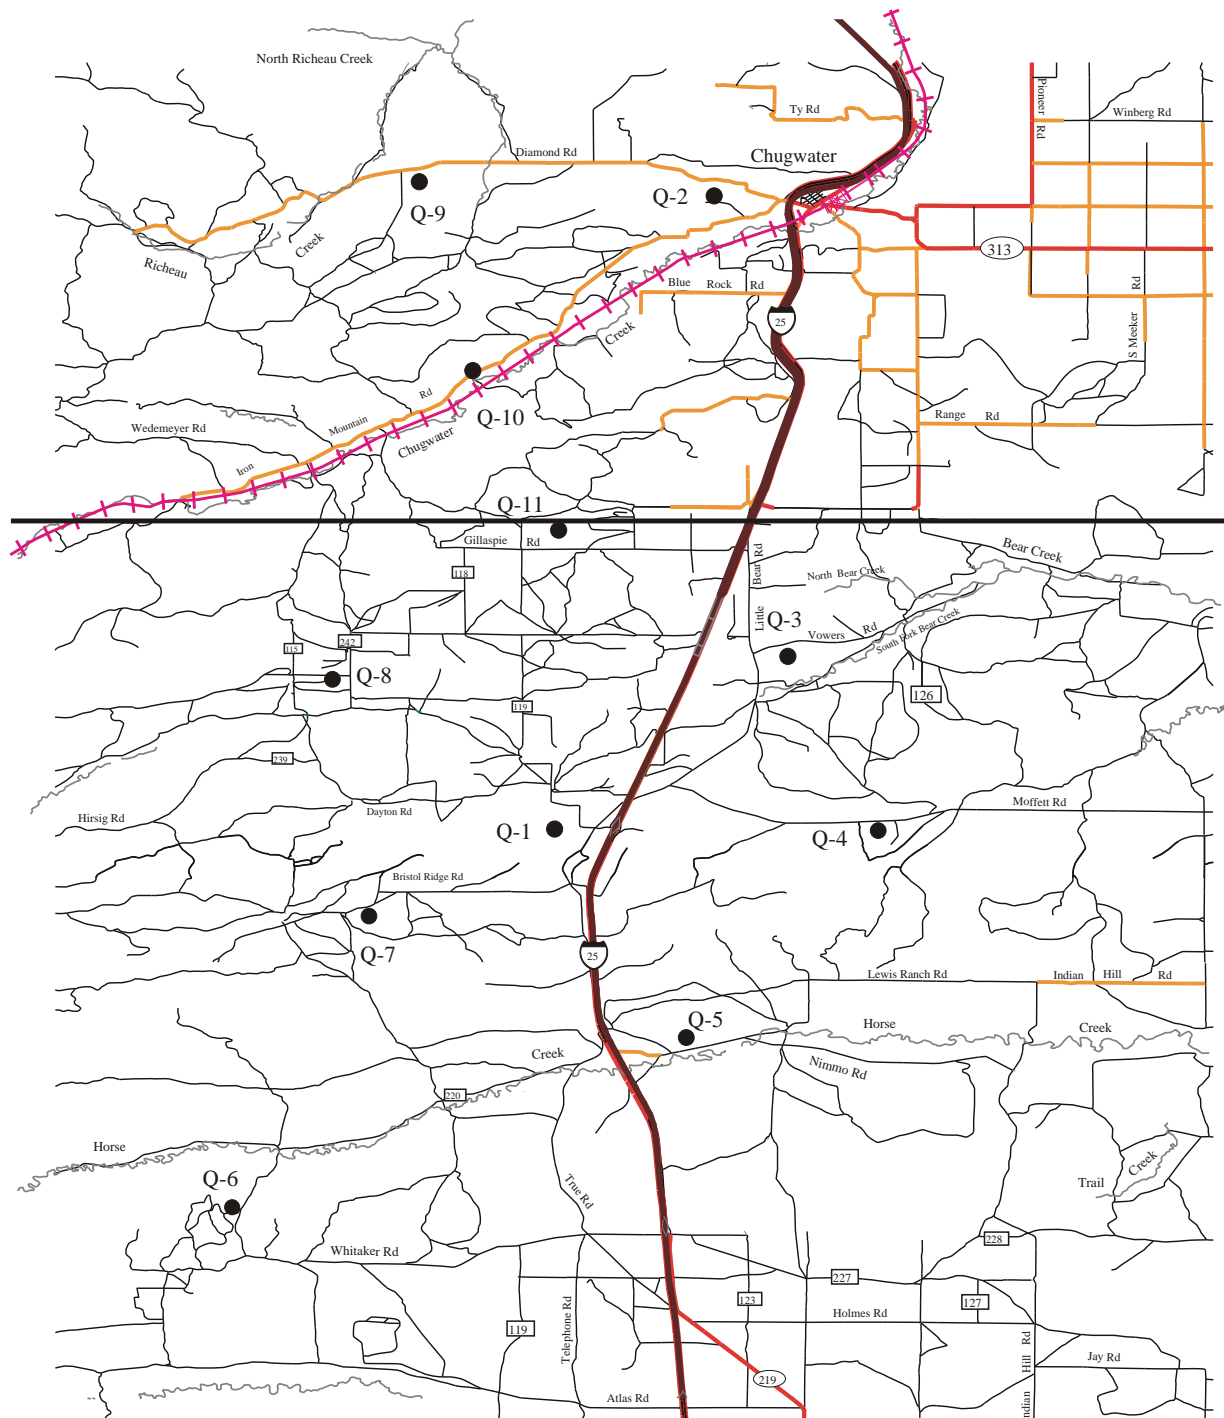 North Richeau Creek
Pioneer Rd
Ty Rd
Winberg Rd
Diamond Rd
Chugwater
Q-9
Q-2
Creek
Richeau
313
Blue Rock Rd
25
Creek
S Meeker Rd
Q-10
Iron Mountain Rd
Range Rd
Wedemeyer Rd
Chugwater
Q-11
Gillaspie Rd
Bear Creek
118
Little Bear Rd
North Bear Creek
Q-3
Vowers Rd
South Fork Bear Creek
242
115
Q-8
126
119
239
Hirsig Rd
Dayton Rd
Moffett Rd
Q-1
Q-4
Bristol Ridge Rd
Q-7
25
Lewis Ranch Rd
Indian Hill Rd
Q-5
Horse
Creek
Creek
Nimmo Rd
220
Horse
Q-6
True Rd
Trail
Creek
Whitaker Rd
228
227
123
127
Holmes Rd
119
Telephone Rd
Indian Hill Rd
Jay Rd
219
Atlas Rd